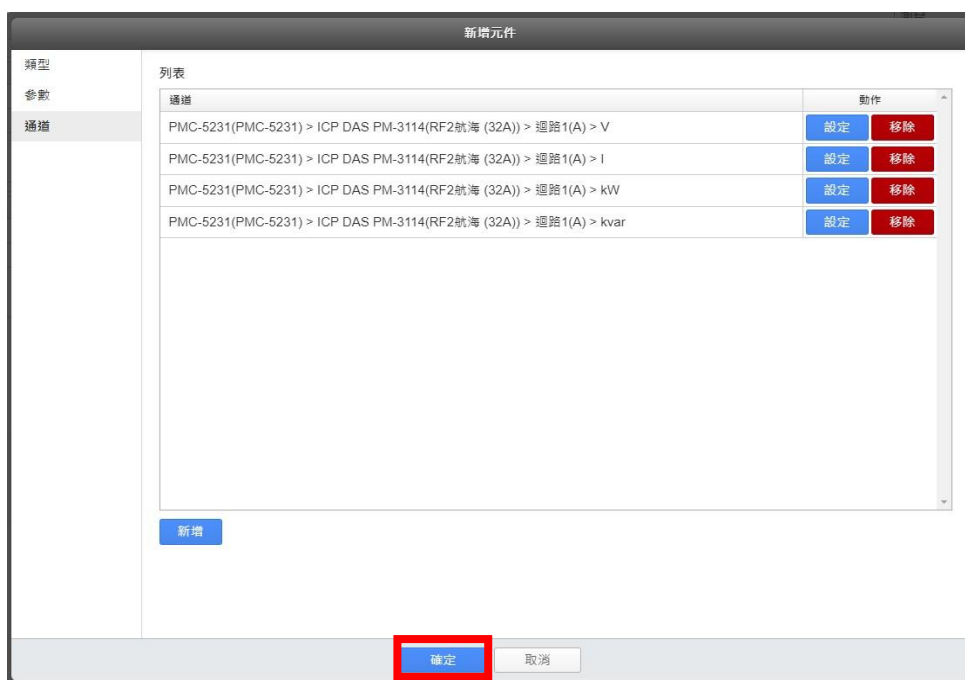 新增元件
類型
參數
通道
列表
通道 動作
PMC-5231(PMC-5231) > ICP DAS PM-3114(RF2航海 (32A)) > 迴路1(A) > V 設定 移除
PMC-5231(PMC-5231) > ICP DAS PM-3114(RF2航海 (32A)) > 迴路1(A) > I 設定 移除
PMC-5231(PMC-5231) > ICP DAS PM-3114(RF2航海 (32A)) > 迴路1(A) > kW 設定 移除
PMC-5231(PMC-5231) > ICP DAS PM-3114(RF2航海 (32A)) > 迴路1(A) > kvar 設定 移除
新增
確定 取消